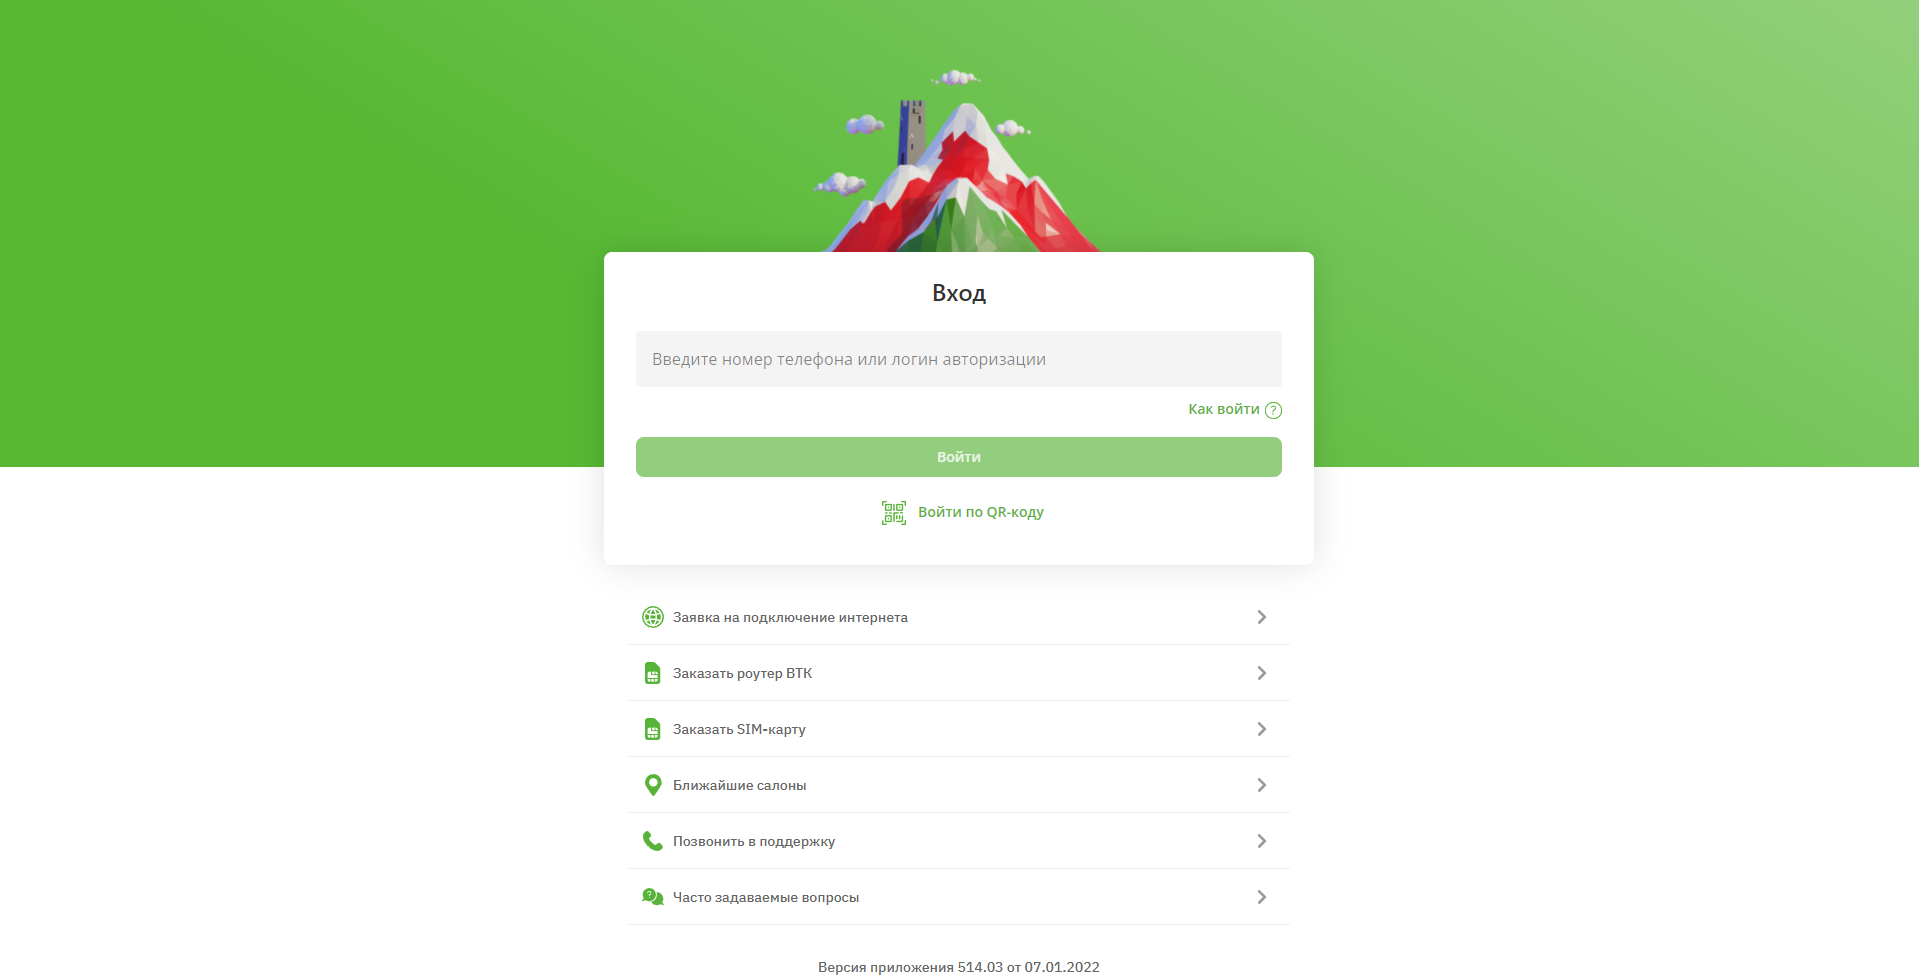 Вход
Введите номер телефона или логин авторизации
Как войти ?
Войти
Войти по QR-коду
Заявка на подключение интернета
Заказать роутер ВТК
Заказать SIM-карту
Ближайшие салоны
Позвонить в поддержку
Часто задаваемые вопросы
Версия приложения 514.03 от 07.01.2022